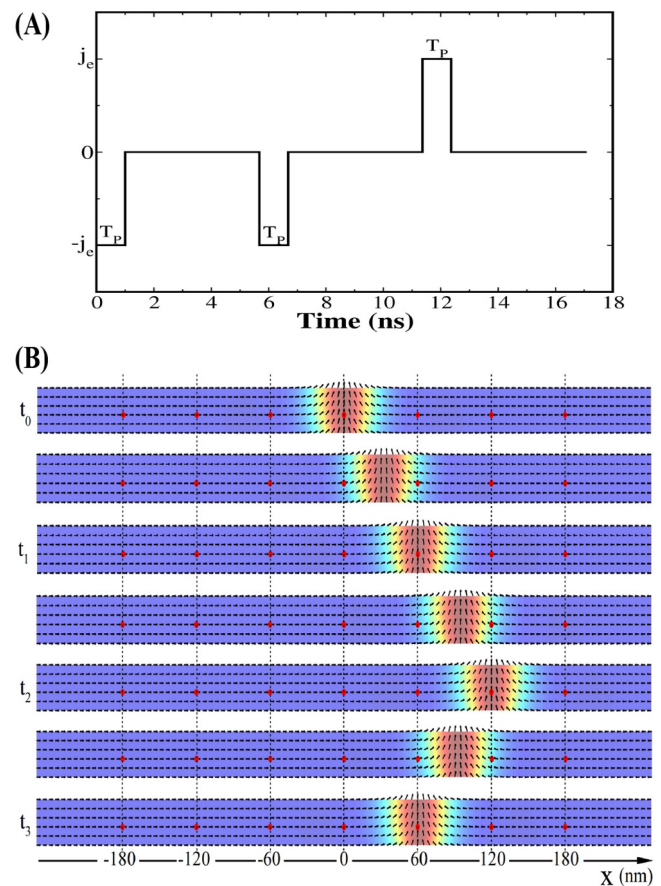 (A)
j_e
T_P
0
-j_e
T_P
T_P
0 2 4 6 8 10 12 14 16 18
Time (ns)
(B)
t_0
t_1
t_2
t_3
-180 -120 -60 0 60 120 180
X (nm)